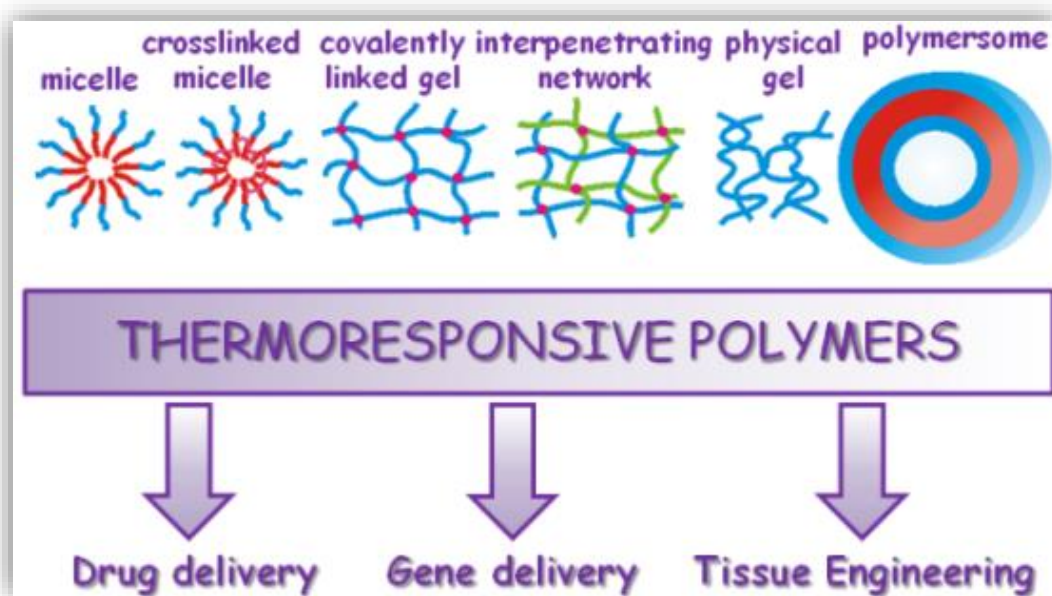 micelle
crosslinked
micelle
covalently
linked gel
interpenetrating
network
physical
gel
polymersome
THERMORESPONSIVE POLYMERS
Drug delivery
Gene delivery
Tissue Engineering